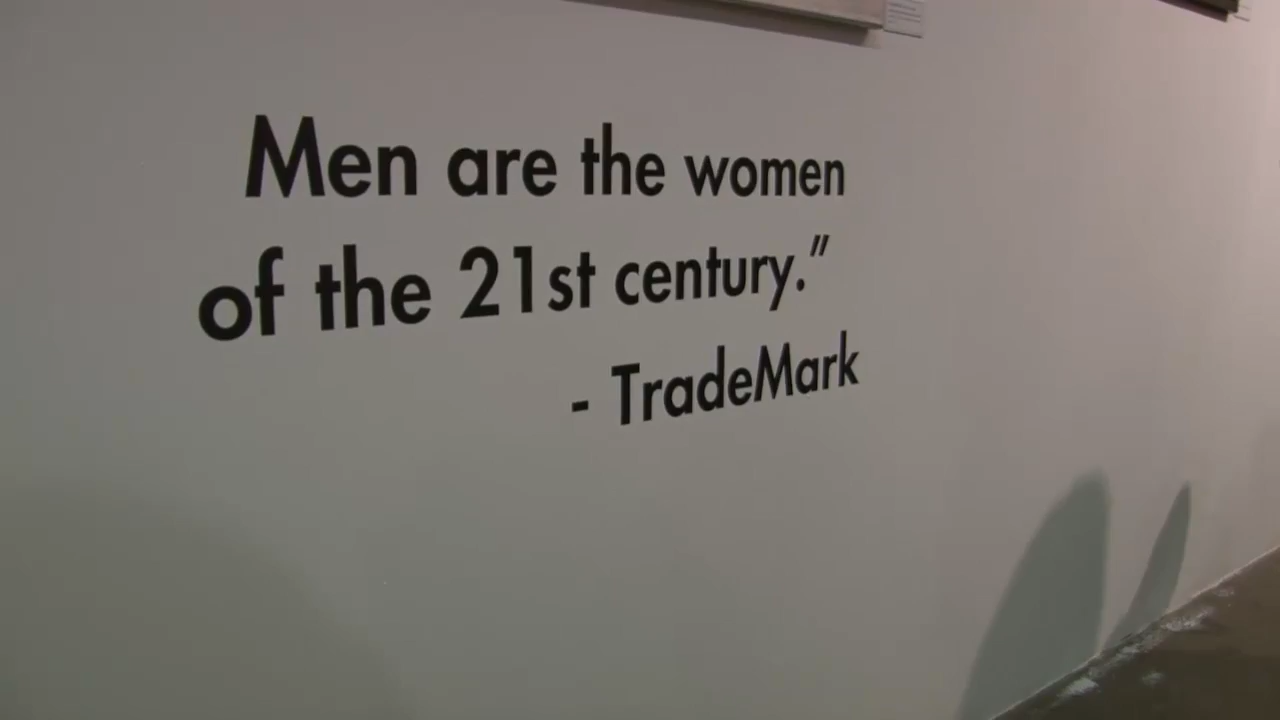 Men are the women
of the 21st century.”
- TradeMark